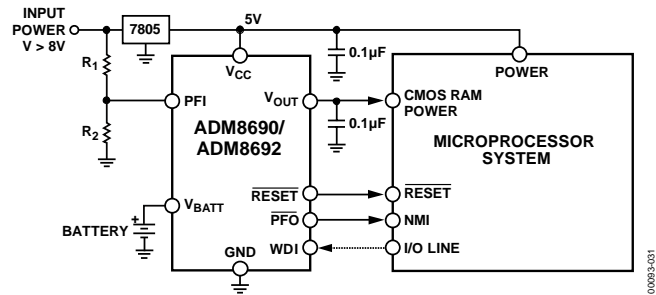 INPUT
POWER
V > 8V
7805
5V
R1
R2
0.1µF
VCC
PFI
VOUT
0.1µF
ADM8690/
ADM8692
VBATT
BATTERY
+
RESET
PFO
WDI
GND
POWER
CMOS RAM
POWER
MICROPROCESSOR
SYSTEM
RESET
NMI
I/O LINE
00093-031